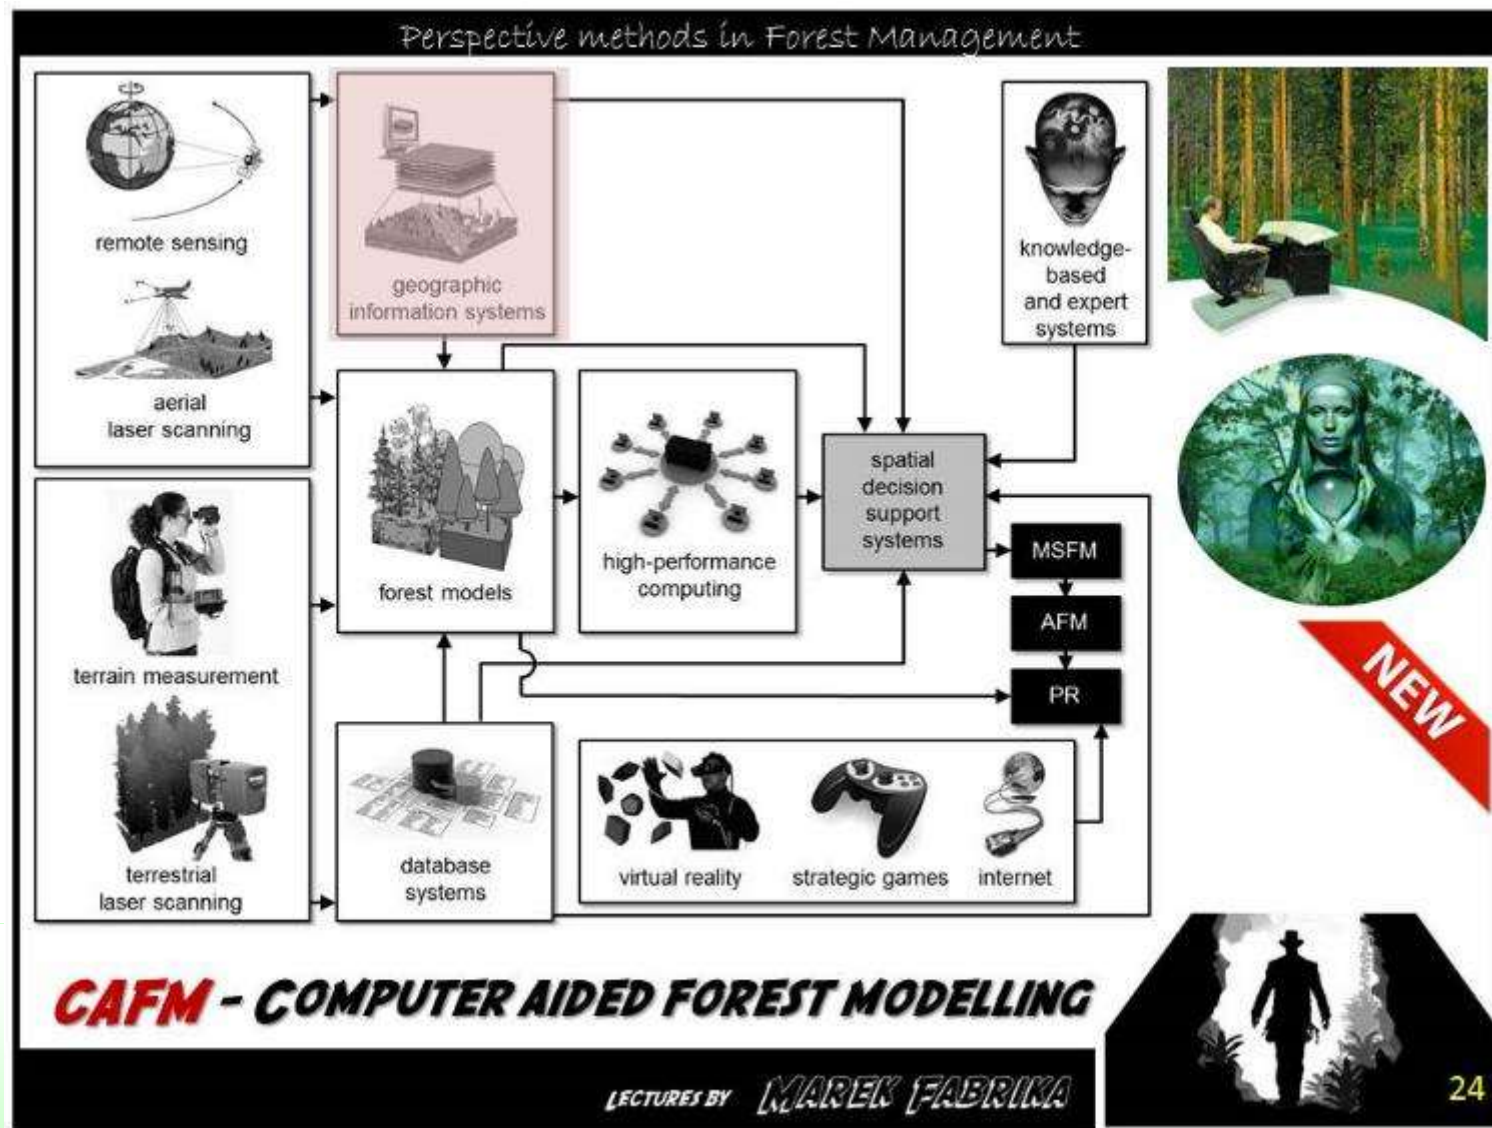 Perspective methods in Forest Management
remote sensing
aerial
laser scanning
geographic
information systems
knowledge-
based
and expert
systems
terrain measurement
terrestrial
laser scanning
forest models
high-performance
computing
spatial
decision
support
systems
MSFM
AFM
PR
database
systems
virtual reality
strategic games
internet
NEW
CAFM - COMPUTER AIDED FOREST MODELLING
LECTURES BY MAREK FABRIKA
24